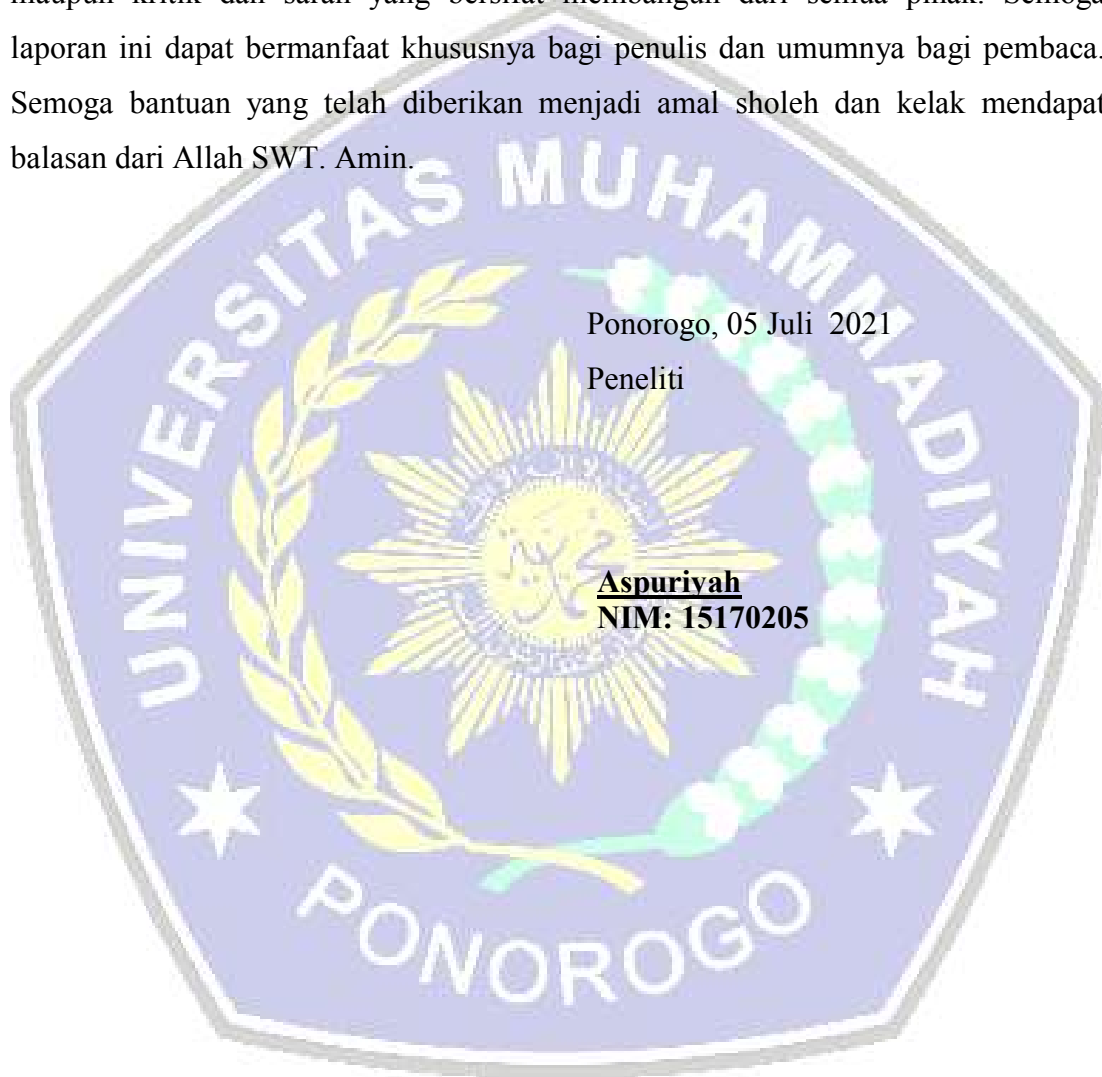 maupun kritik dan saran yang bersifat membangun dari semua pihak. Semoga
laporan ini dapat bermanfaat khususnya bagi penulis dan umumnya bagi pembaca.
Semoga bantuan yang telah diberikan menjadi amal sholeh dan kelak mendapat
balasan dari Allah SWT. Amin.
UNIVERSITAS MUHAMMADIYAH
Ponorogo, 05 Juli 2021
Peneliti
Aspuriyah
NIM: 15170205
PONOROGO